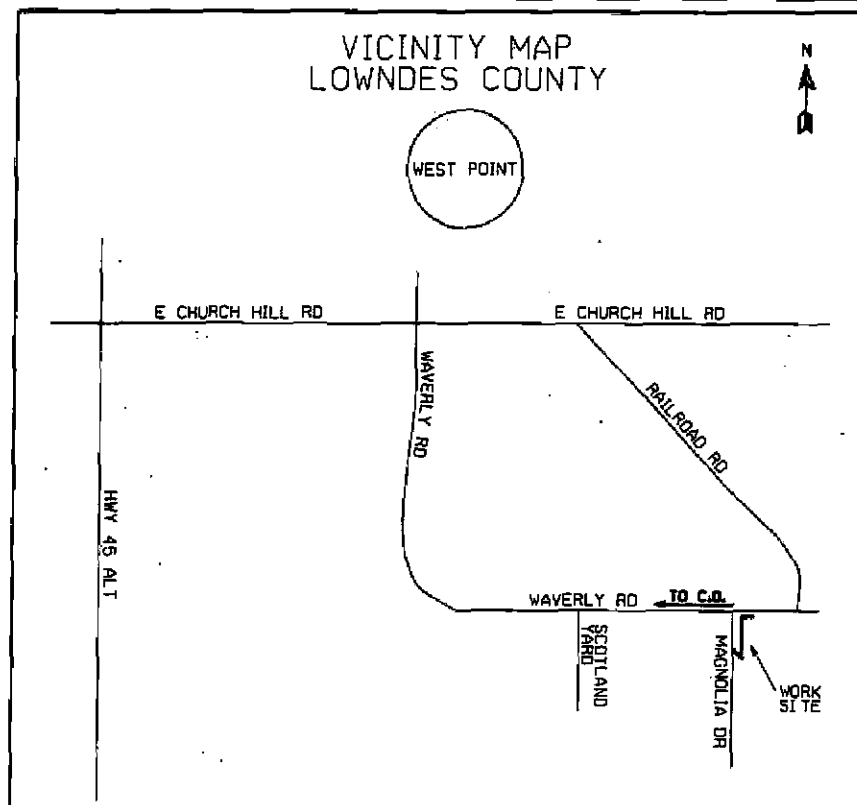 VICINITY MAP
LOWNDES COUNTY
N
WEST POINT
E CHURCH HILL RD
E CHURCH HILL RD
WAVERLY RD
RAILROAD RD
HWY 45 ALT
WAVERLY RD
TO C.O.
SCOTLAND
YARD
MAGNOLIA DR
WORK
SITE